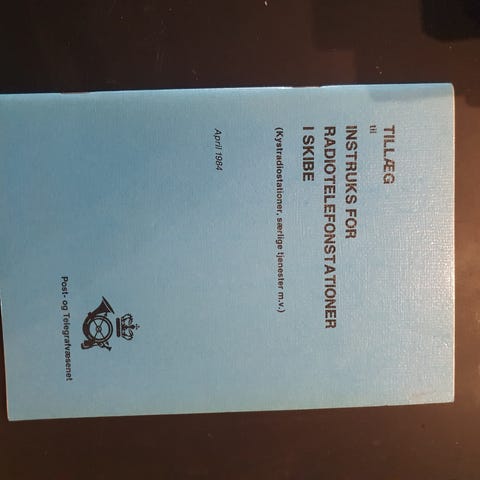 TILLÆG
til
INSTRUKS FOR
RADIOTELEFONSTATIONER
I SKIBE
(Kystradiostationer, særlige tjenester m.v.)
April 1984
Post- og Telegrafvæsenet